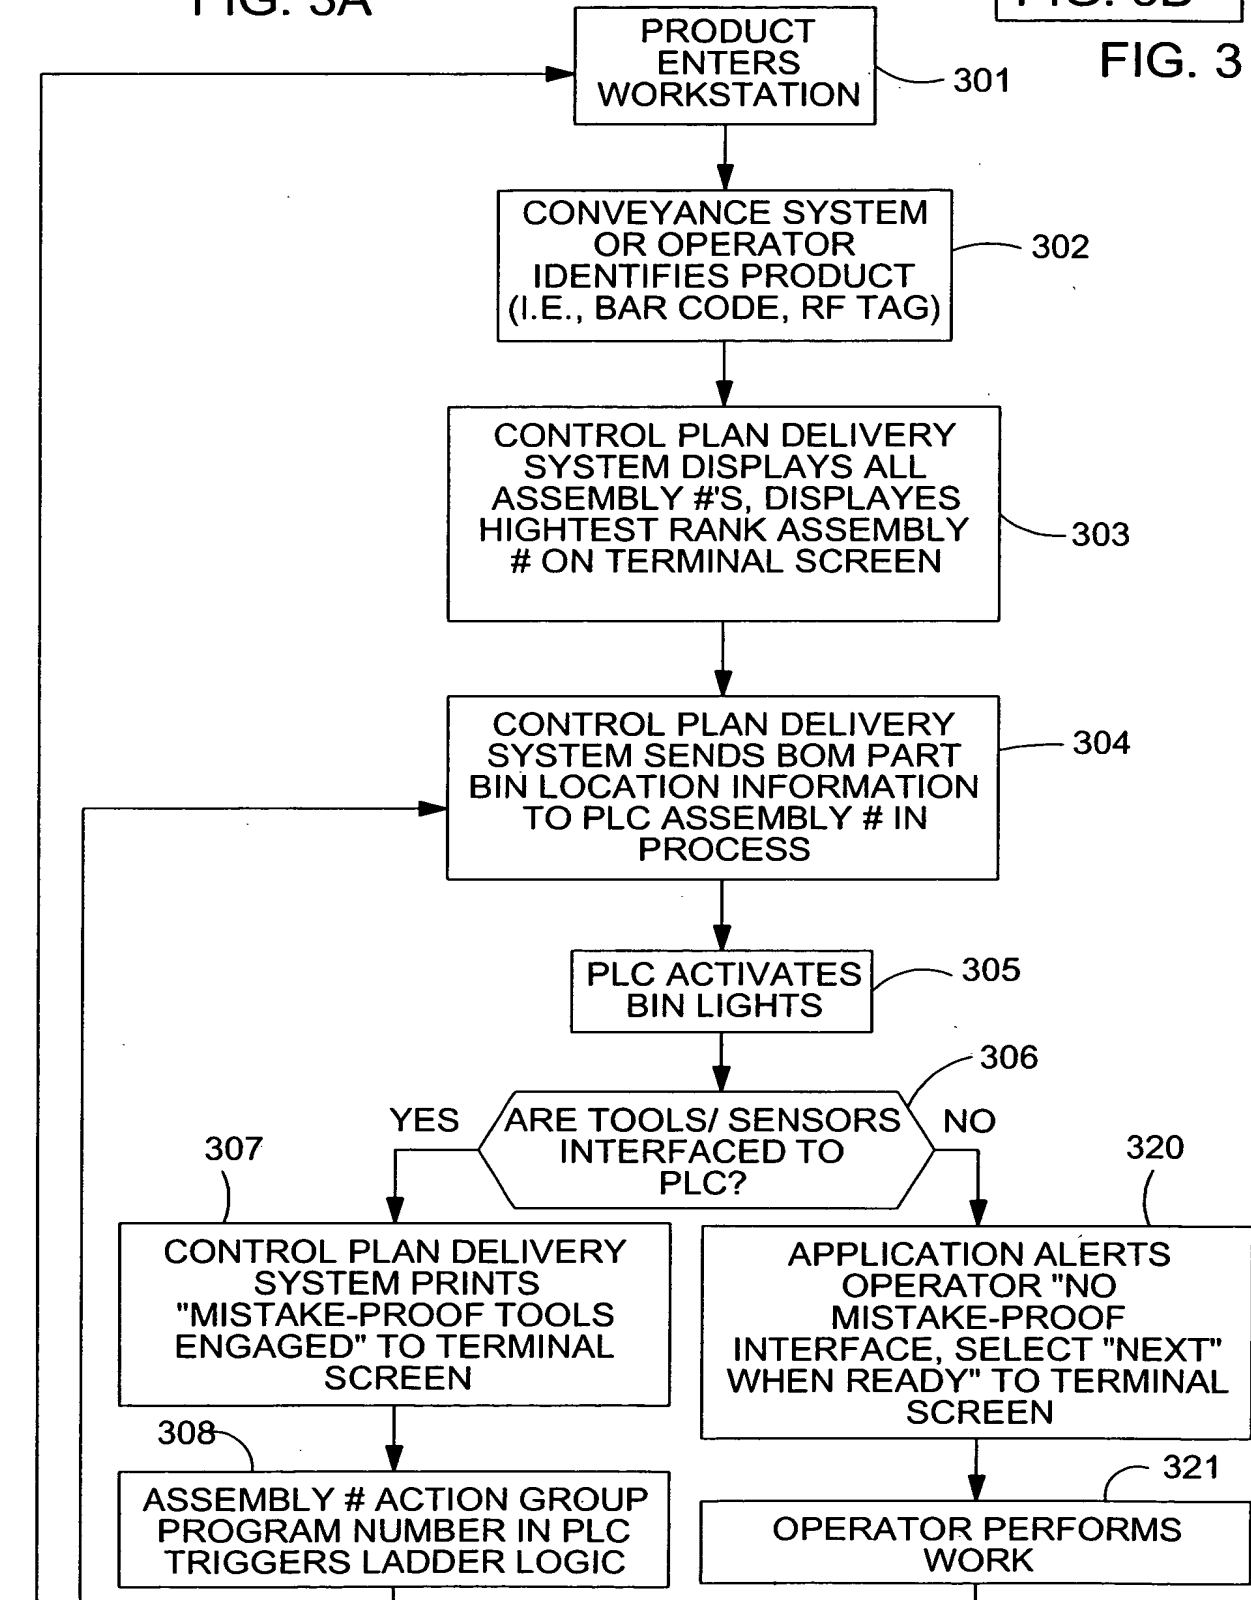 FIG. 3A
FIG. 3B
FIG. 3
PRODUCT
ENTERS
WORKSTATION
301
CONVEYANCE SYSTEM
OR OPERATOR
IDENTIFIES PRODUCT
(I.E., BAR CODE, RF TAG)
302
CONTROL PLAN DELIVERY
SYSTEM DISPLAYS ALL
ASSEMBLY #'S, DISPLAYES
HIGHTEST RANK ASSEMBLY
# ON TERMINAL SCREEN
303
CONTROL PLAN DELIVERY
SYSTEM SENDS BOM PART
BIN LOCATION INFORMATION
TO PLC ASSEMBLY # IN
PROCESS
304
PLC ACTIVATES
BIN LIGHTS
305
306
ARE TOOLS/ SENSORS
INTERFACED TO
PLC?
YES
NO
307
CONTROL PLAN DELIVERY
SYSTEM PRINTS
"MISTAKE-PROOF TOOLS
ENGAGED" TO TERMINAL
SCREEN
320
APPLICATION ALERTS
OPERATOR "NO
MISTAKE-PROOF
INTERFACE, SELECT "NEXT"
WHEN READY" TO TERMINAL
SCREEN
308
ASSEMBLY # ACTION GROUP
PROGRAM NUMBER IN PLC
TRIGGERS LADDER LOGIC
321
OPERATOR PERFORMS
WORK